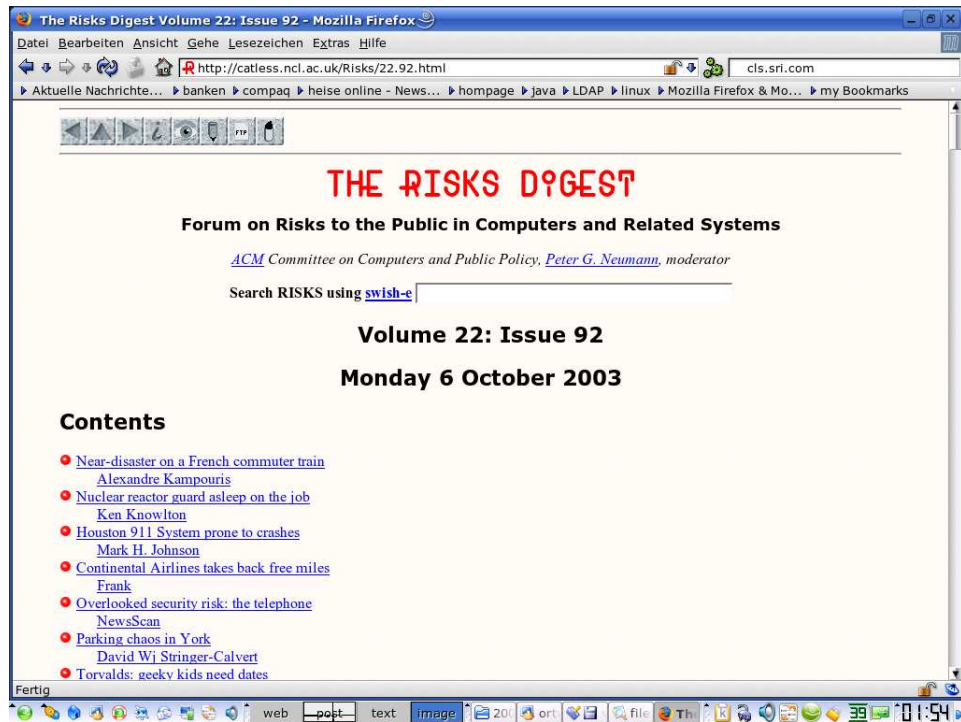 The Risks Digest Volume 22: Issue 92 - Mozilla Firefox
Datei Bearbeiten Ansicht Gehe Lesezeichen Extras Hilfe
http://catless.ncl.ac.uk/Risks/22.92.html cls.sri.com
Aktuelle Nachrichte... banken compaq heise online - News... hompage java LDAP linux Mozilla Firefox & Mo... my Bookmarks
FTP
THE RISKS DIGEST
Forum on Risks to the Public in Computers and Related Systems
ACM Committee on Computers and Public Policy, Peter G. Neumann, moderator
Search RISKS using swish-e
Volume 22: Issue 92
Monday 6 October 2003
Contents
Near-disaster on a French commuter train
Alexandre Kampouris
Nuclear reactor guard asleep on the job
Ken Knowlton
Houston 911 System prone to crashes
Mark H. Johnson
Continental Airlines takes back free miles
Frank
Overlooked security risk: the telephone
NewsScan
Parking chaos in York
David Wj Stringer-Calvert
Torvalds: geeky kids need dates
Fertig
web post text image 200 ort file The 39 01:54